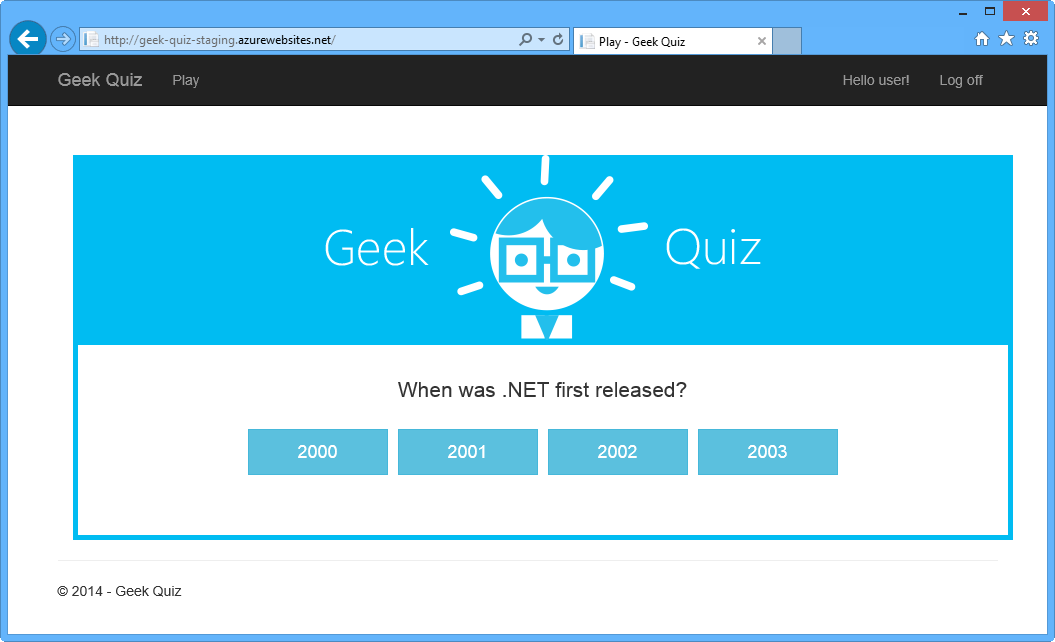 http://geek-quiz-staging.azurewebsites.net/
Play - Geek Quiz
Geek Quiz
Play
Hello user!
Log off
Geek Quiz
When was .NET first released?
2000
2001
2002
2003
© 2014 - Geek Quiz